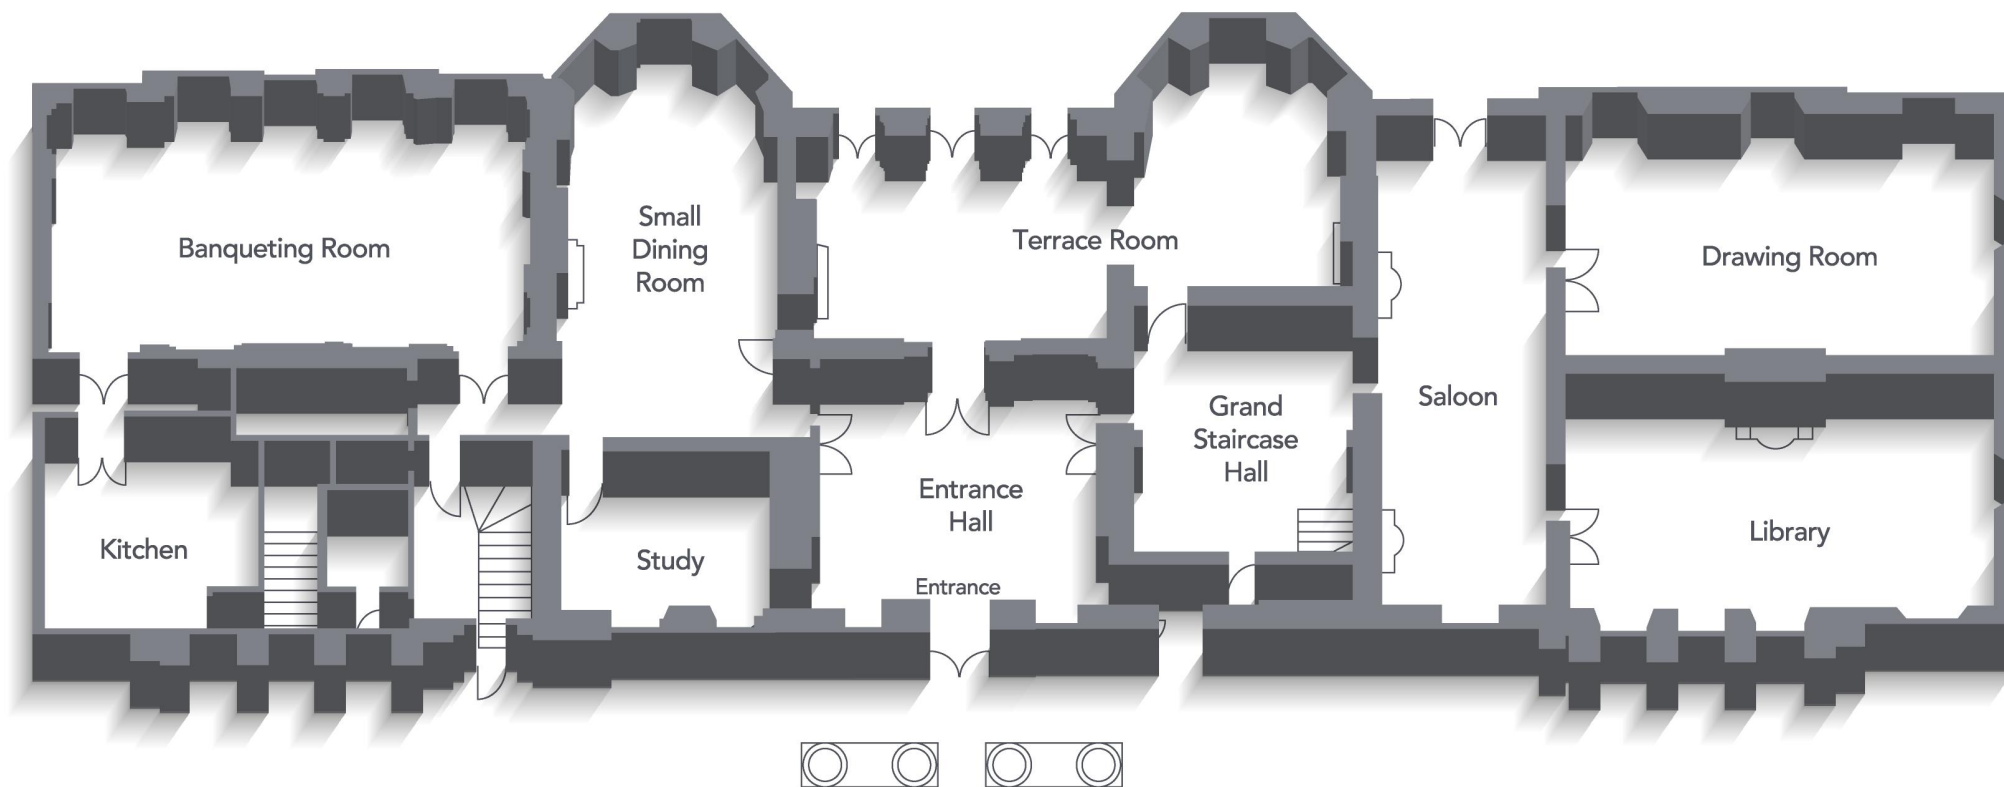 Banqueting Room
Small
Dining
Room
Terrace Room
Drawing Room
Saloon
Grand
Staircase
Hall
Entrance
Hall
Entrance
Kitchen
Study
Library